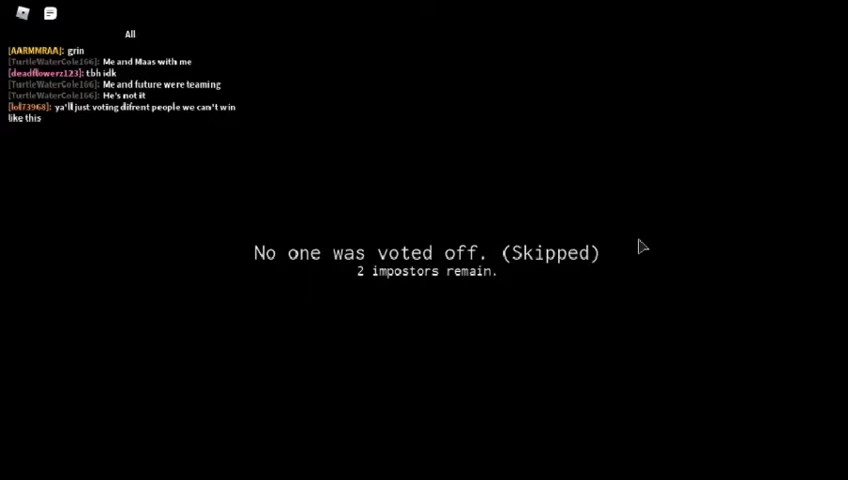 All
[AARMNRAA]: grin
[TurtleWaterCole166]: Me and Maas with me
[deadflowerz123]: tbh idk
[TurtleWaterCole166]: Me and future were teaming
[TurtleWaterCole166]: He's not it
[lol73968]: ya'll just voting difrent people we can't win
like this
No one was voted off. (Skipped)
2 impostors remain.